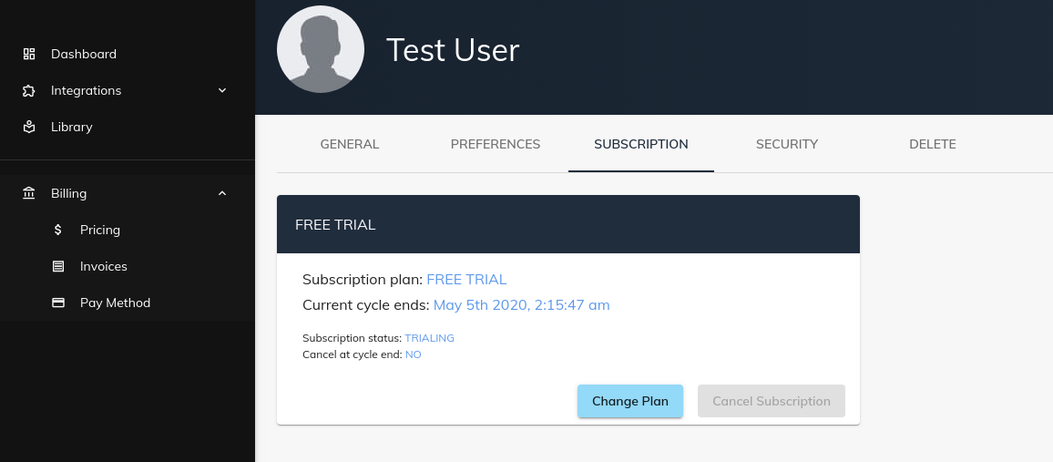 Dashboard
Integrations
Library
Billing
Pricing
Invoices
Pay Method
Test User
GENERAL PREFERENCES SUBSCRIPTION SECURITY DELETE
FREE TRIAL
Subscription plan: FREE TRIAL
Current cycle ends: May 5th 2020, 2:15:47 am
Subscription status: TRIALING
Cancel at cycle end: NO
Change Plan Cancel Subscription